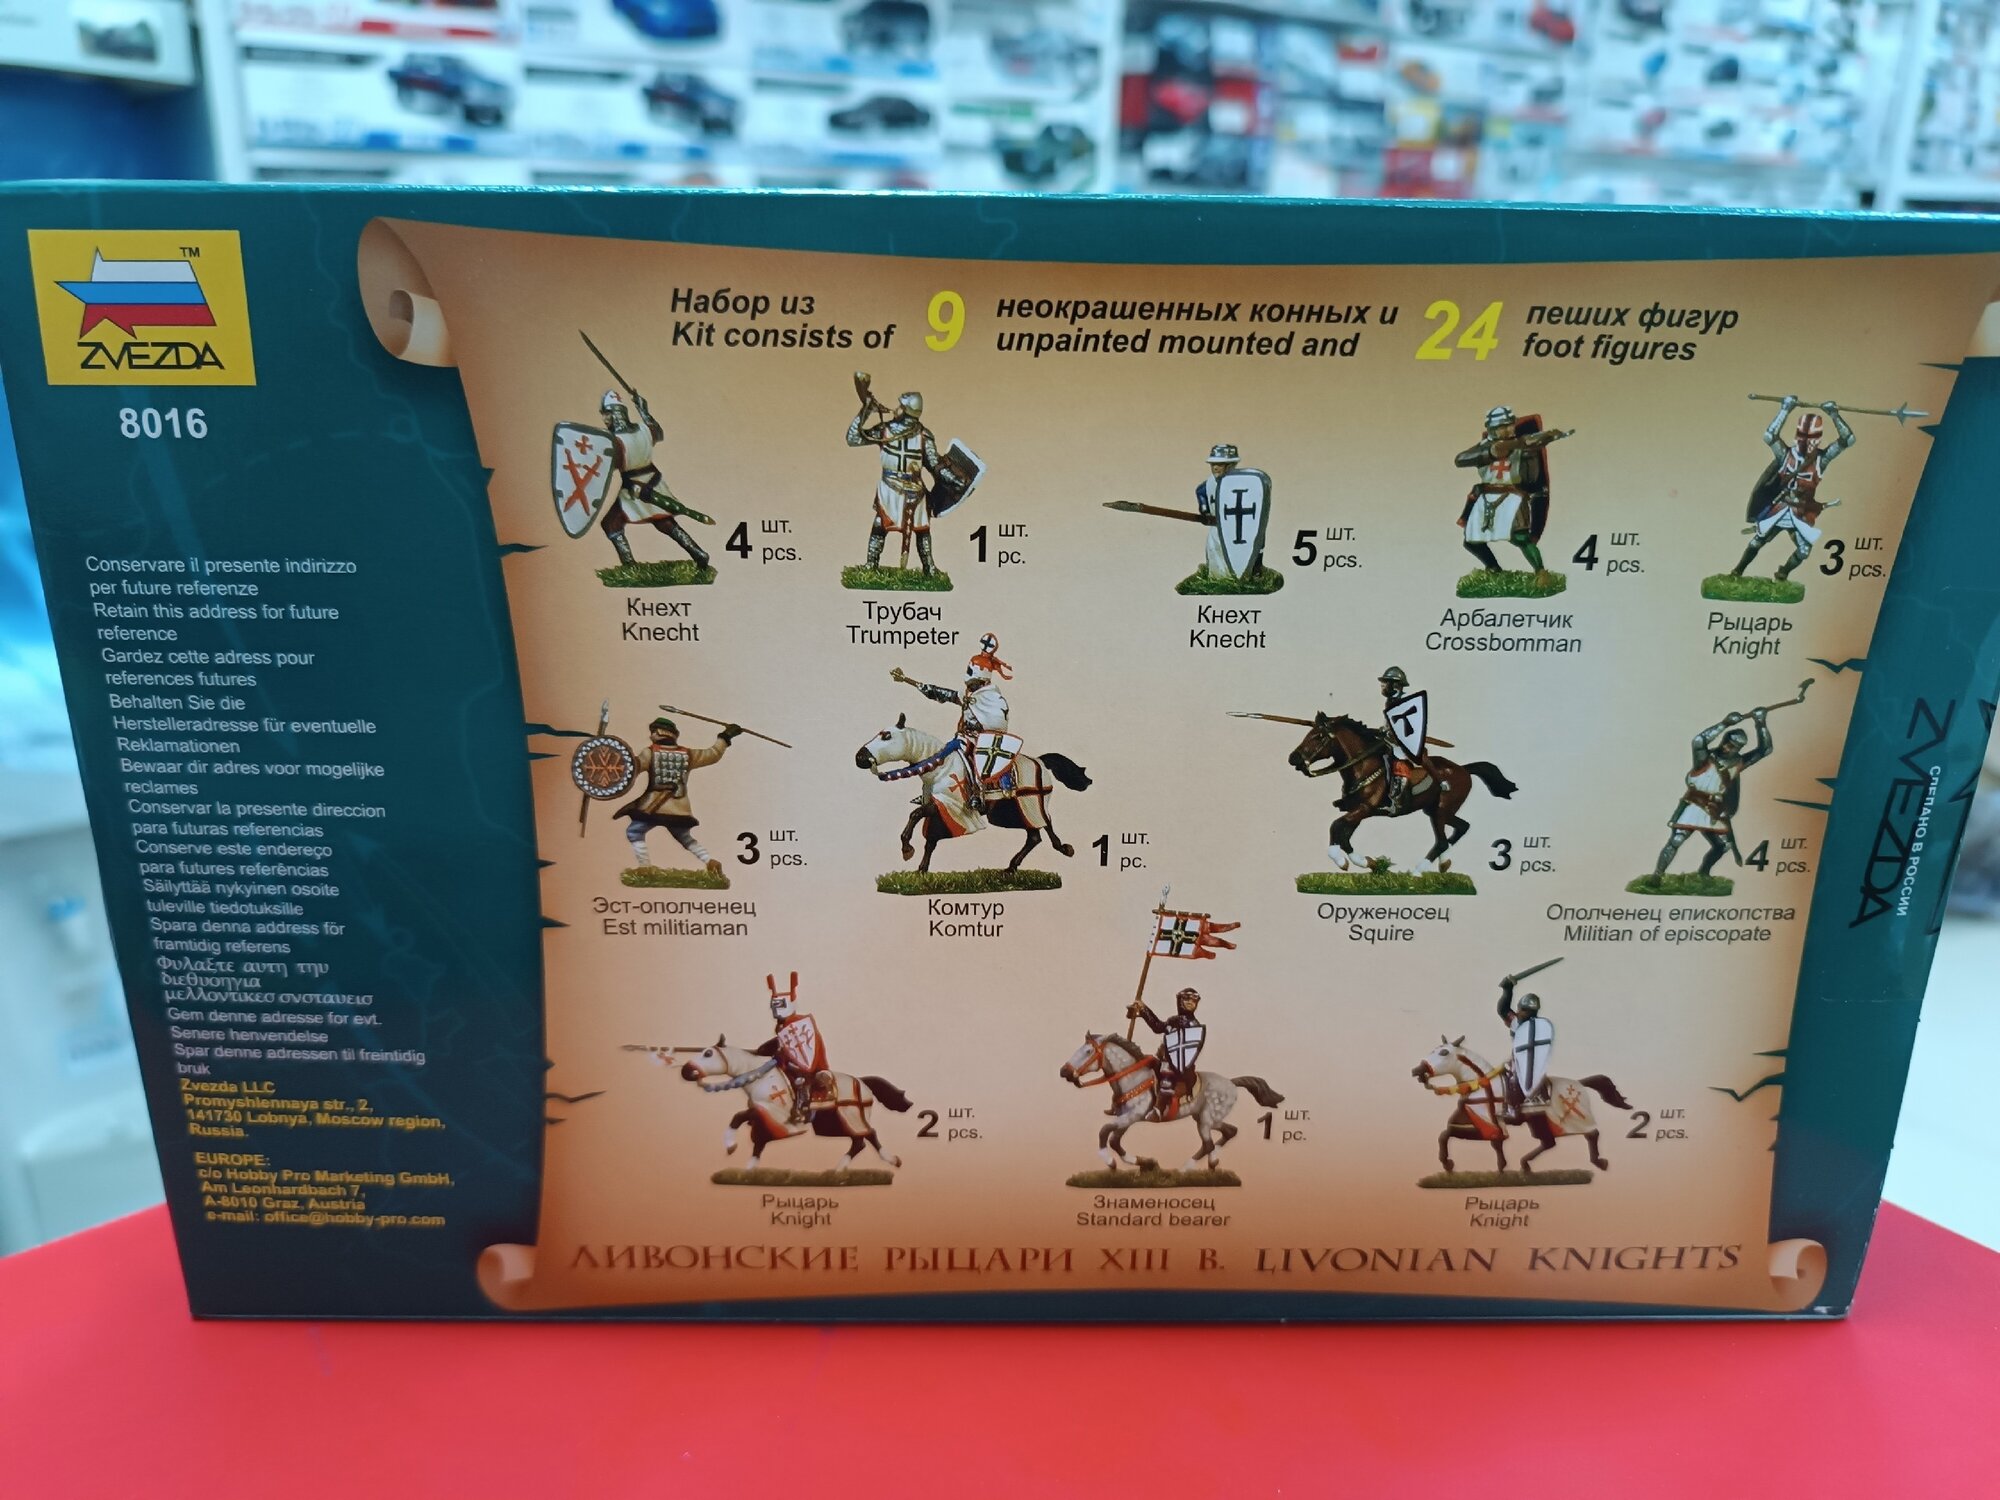 TM
ZVEZDA
8016
Conservare il presente indirizzo
per future referenze
Retain this address for future
reference
Gardez cette adress pour
references futures
Behalten Sie die
Herstelleradresse für eventuelle
Reklamationen
Bewaar dir adres voor mogelijke
reclames
Conservar la presente direccion
para futuras referencias
Conserve este endereço
para futures referências
Säilyttää nykyinen osoite
tuleville tiedotuksille
Spara denna address för
framtidig referens
Φυλαξτε αυτη την
διευθυσηγια
μελλοντικεσ συσταυεισ
Gem denne adresse for evt.
Senere henvendelse
Spar denne adressen til freintidig
bruk
Zvezda LLC
Promyshlennaya str., 2,
141730 Lobnya, Moscow region,
Russia.
EUROPE:
c/o Hobby Pro Marketing GmbH,
Am Leonhardbach 7,
A-8010 Graz, Austria
e-mail: office@hobby-pro.com
Набор из 9 неокрашенных конных и 24 пеших фигур
Kit consists of unpainted mounted and foot figures
4 шт.
pcs.
Кнехт
Knecht
1 шт.
pc.
Трубач
Trumpeter
5 шт.
pcs.
Кнехт
Knecht
4 шт.
pcs.
Арбалетчик
Crossbomman
3 шт.
pcs.
Рыцарь
Knight
3 шт.
pcs.
Эст-ополченец
Est militiaman
1 шт.
pc.
Комтур
Komtur
3 шт.
pcs.
Оруженосец
Squire
4 шт.
pcs.
Ополченец епископства
Militian of episcopate
2 шт.
pcs.
Рыцарь
Knight
1 шт.
pc.
Знаменосец
Standard bearer
2 шт.
pcs.
Рыцарь
Knight
ЛИВОНСКИЕ РЫЦАРИ XIII В. LIVONIAN KNIGHTS
СДЕЛАНО В РОССИИ
ZVEZDA